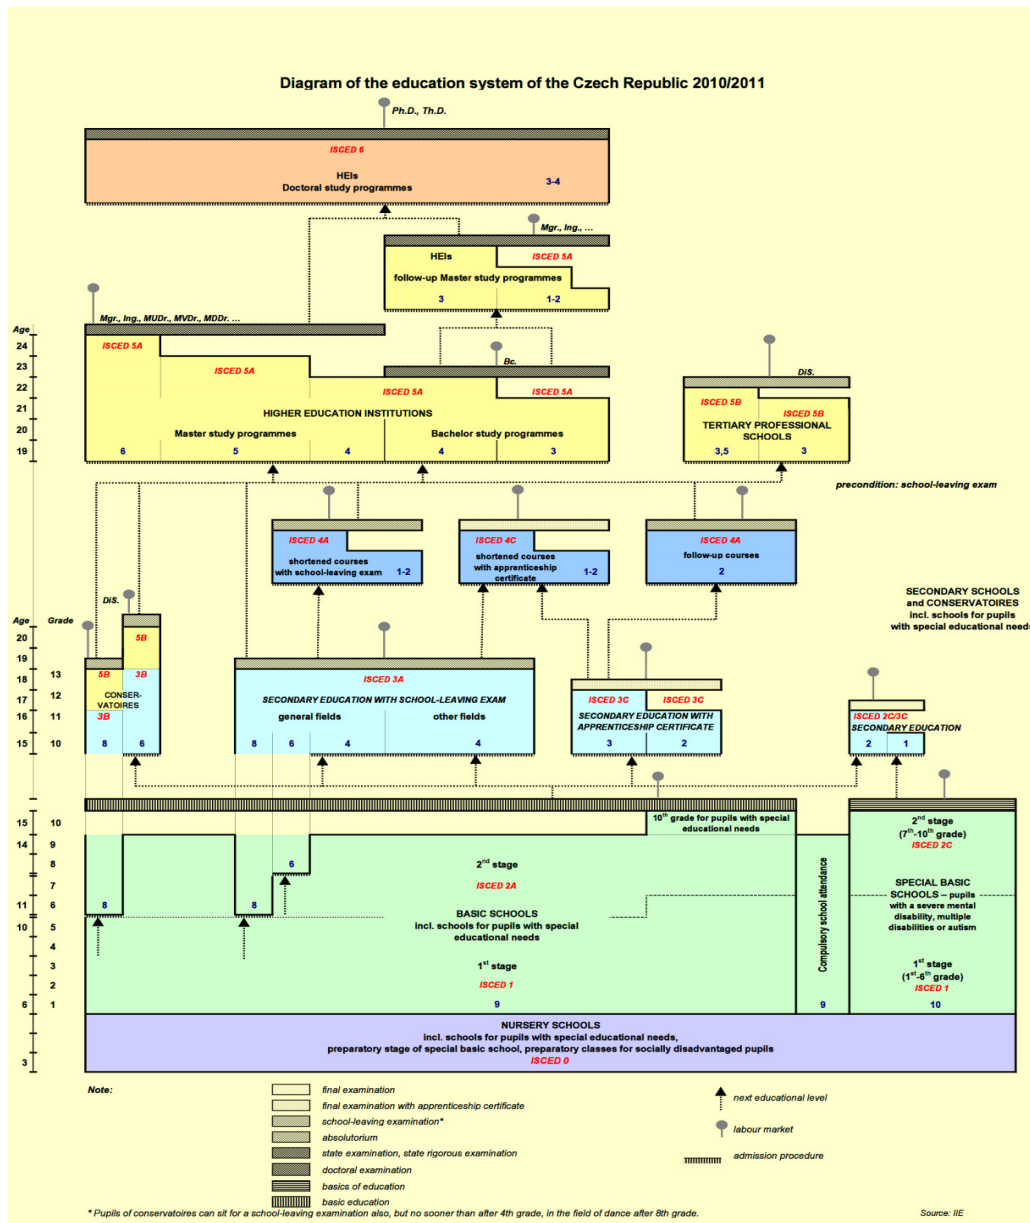 Diagram of the education system of the Czech Republic 2010/2011
Ph.D., Th.D.
ISCED 6
HEIs
Doctoral study programmes
3-4
Mgr., Ing., ...
HEIs
ISCED 5A
follow-up Master study programmes
3
1-2
Mgr., Ing., MUDr., MVDr., MDDr. ...
Age
24
23
22
21
20
19
ISCED 5A
ISCED 5A
Bc.
ISCED 5A
ISCED 5A
HIGHER EDUCATION INSTITUTIONS
Master study programmes
Bachelor study programmes
6
5
4
4
3
DiS.
ISCED 5B
ISCED 5B
TERTIARY PROFESSIONAL
SCHOOLS
3,5
3
precondition: school-leaving exam
ISCED 4A
shortened courses
with school-leaving exam
1-2
ISCED 4C
shortened courses
with apprenticeship
certificate
1-2
ISCED 4A
follow-up courses
2
SECONDARY SCHOOLS
and CONSERVATOIRES
incl. schools for pupils
with special educational needs
Age
Grade
20
19
18
13
17
12
16
11
15
10
DiS.
5B
5B
3B
CONSER-
VATOIRES
3B
8
6
ISCED 3A
SECONDARY EDUCATION WITH SCHOOL-LEAVING EXAM
general fields
other fields
8
6
4
4
ISCED 3C
ISCED 3C
SECONDARY EDUCATION WITH
APPRENTICESHIP CERTIFICATE
3
2
ISCED 2C/3C
SECONDARY EDUCATION
2
1
15
10
14
9
8
7
11
6
10
5
4
3
2
6
1
3
8
8
6
10th grade for pupils with special
educational needs
2nd stage
ISCED 2A
BASIC SCHOOLS
incl. schools for pupils with special
educational needs
1st stage
ISCED 1
9
Compulsory school attendance
9
2nd stage
(7th-10th grade)
ISCED 2C
SPECIAL BASIC
SCHOOLS – pupils
with a severe mental
disability, multiple
disabilities or autism
1st stage
(1st-6th grade)
ISCED 1
10
NURSERY SCHOOLS
incl. schools for pupils with special educational needs,
preparatory stage of special basic school, preparatory classes for socially disadvantaged pupils
ISCED 0
Note:
final examination
final examination with apprenticeship certificate
school-leaving examination*
absolutorium
state examination, state rigorous examination
doctoral examination
basics of education
basic education
next educational level
labour market
admission procedure
* Pupils of conservatoires can sit for a school-leaving examination also, but no sooner than after 4th grade, in the field of dance after 8th grade.
Source: IIE